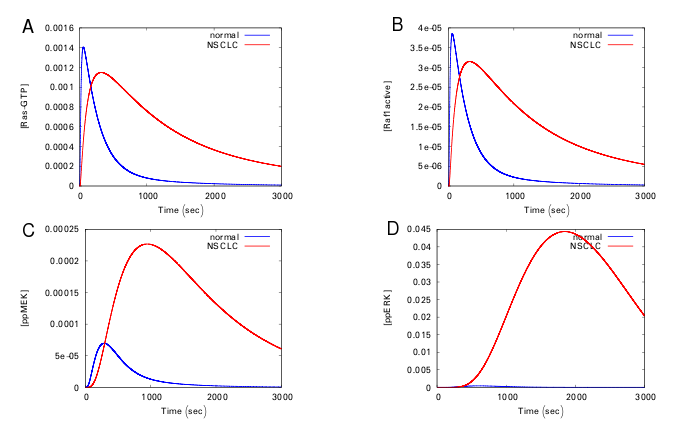 A
[Ras-GTP]
0.0016
0.0014
0.0012
0.001
0.0008
0.0006
0.0004
0.0002
0
0 1000 2000 3000
Time (sec)
normal
NSCLC
B
[Raf1active]
4e-05
3.5e-05
3e-05
2.5e-05
2e-05
1.5e-05
1e-05
5e-06
0
0 1000 2000 3000
Time (sec)
normal
NSCLC
C
[ppMEK]
0.00025
0.0002
0.00015
0.0001
5e-05
0
0 1000 2000 3000
Time (sec)
normal
NSCLC
D
[ppERK]
0.045
0.04
0.035
0.03
0.025
0.02
0.015
0.01
0.005
0
0 1000 2000 3000
Time (sec)
normal
NSCLC